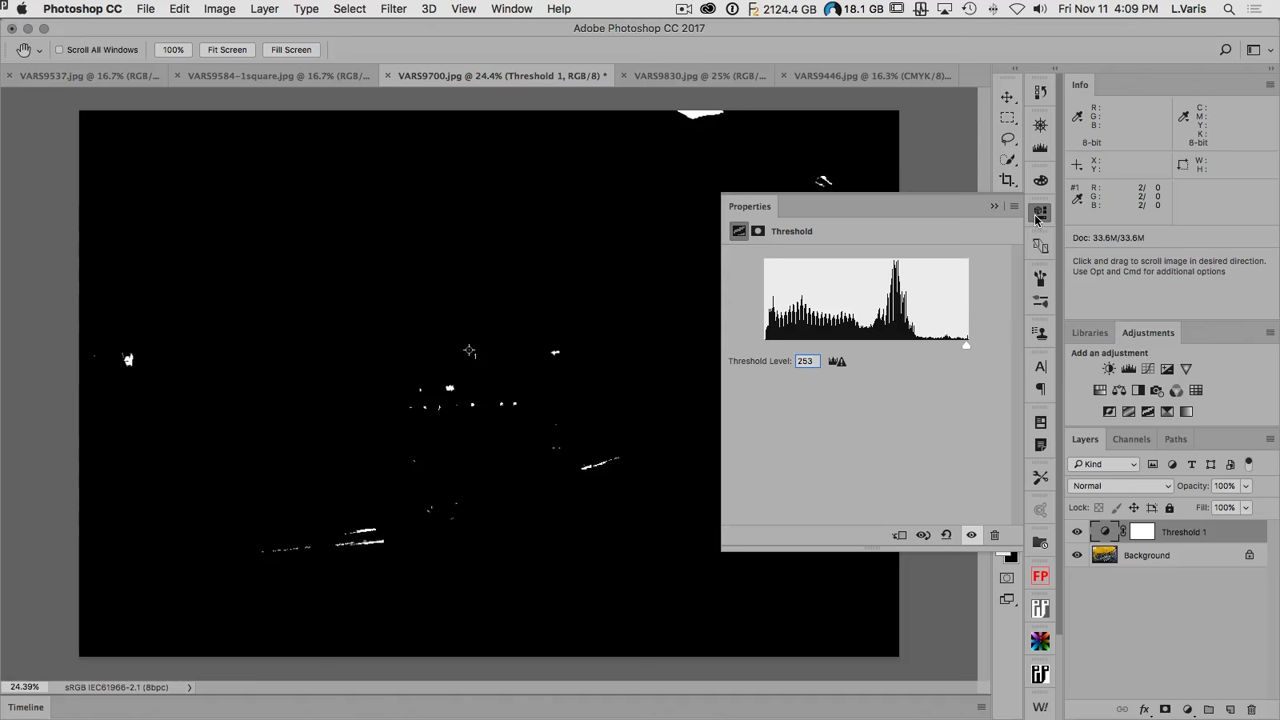 Photoshop CC File Edit Image Layer Type Select Filter 3D View Window Help 2124.4 GB 18.1 GB Fri Nov 11 4:09 PM L.Varis
Adobe Photoshop CC 2017
Scroll All Windows 100% Fit Screen Fill Screen
VARS9537.jpg @ 16.7% (RGB/... VARS9584-1square.jpg @ 16.7% (RGB/... VARS9700.jpg @ 24.4% (Threshold 1, RGB/8) * VARS9830.jpg @ 25% (RGB/... VARS9446.jpg @ 16.3% (CMYK/8)...
Info
R: C:
G: M:
B: Y:
K:
8-bit 8-bit
X: W:
Y: H:
#1 R: 2/ 0
G: 2/ 0
B: 2/ 0
Doc: 33.6M/33.6M
Click and drag to scroll image in desired direction.
Use Opt and Cmd for additional options
Properties
Threshold
Threshold Level: 253
Libraries Adjustments
Add an adjustment
Layers Channels Paths
Kind
Normal Opacity: 100%
Lock: Fill: 100%
Threshold 1
Background
FP
W!
24.39% sRGB IEC61966-2.1 (8bpc)
Timeline